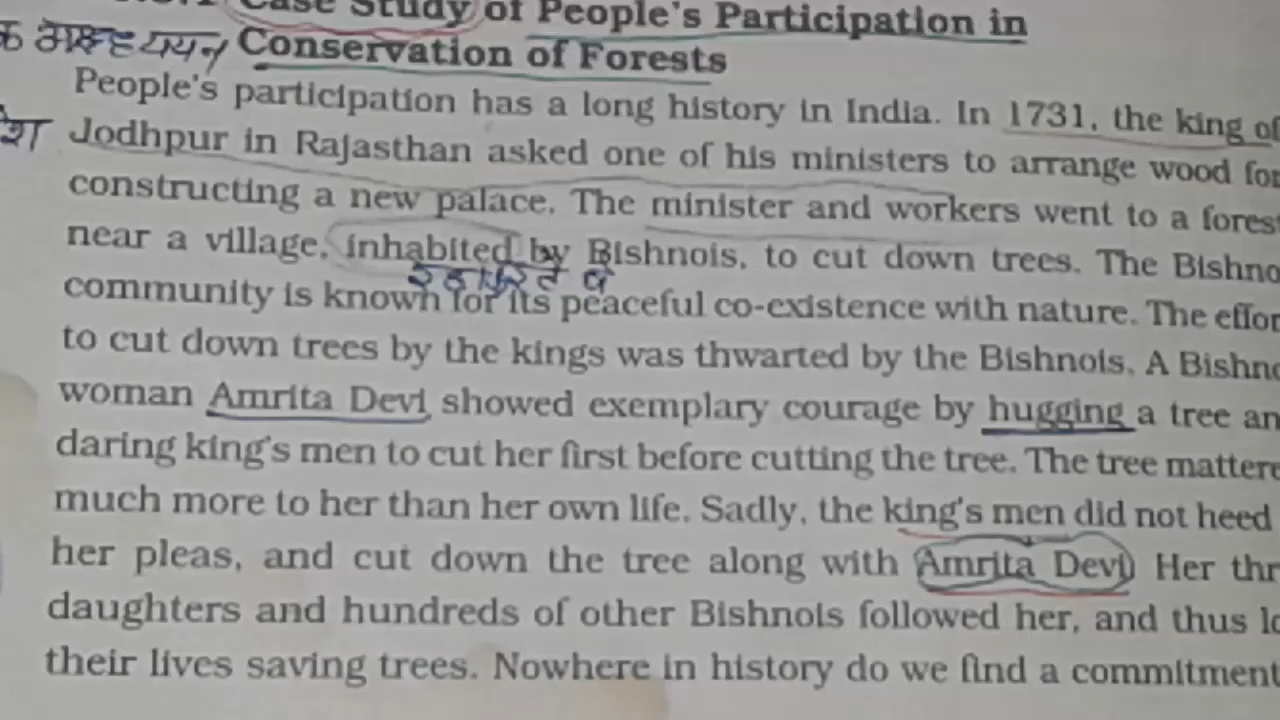 Case Study of People's Participation in
Conservation of Forests
People's participation has a long history in India. In 1731, the king of
Jodhpur in Rajasthan asked one of his ministers to arrange wood for
constructing a new palace. The minister and workers went to a forest
near a village, inhabited by Bishnois, to cut down trees. The Bishno
community is known for its peaceful co-existence with nature. The effor
to cut down trees by the kings was thwarted by the Bishnois. A Bishno
woman Amrita Devi showed exemplary courage by hugging a tree an
daring king's men to cut her first before cutting the tree. The tree mattere
much more to her than her own life. Sadly, the king's men did not heed
her pleas, and cut down the tree along with Amrita Devi. Her thr
daughters and hundreds of other Bishnois followed her, and thus lo
their lives saving trees. Nowhere in history do we find a commitment